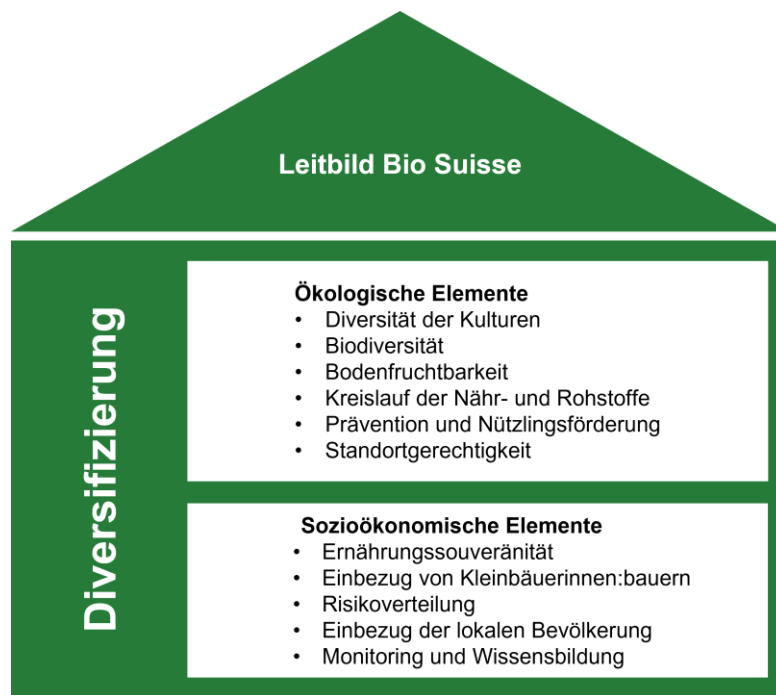 Leitbild Bio Suisse
Diversifizierung
Ökologische Elemente
• Diversität der Kulturen
• Biodiversität
• Bodenfruchtbarkeit
• Kreislauf der Nähr- und Rohstoffe
• Prävention und Nützlingsförderung
• Standortgerechtigkeit
Sozioökonomische Elemente
• Ernährungssouveränität
• Einbezug von Kleinbäuerinnen:bauern
• Risikoverteilung
• Einbezug der lokalen Bevölkerung
• Monitoring und Wissensbildung